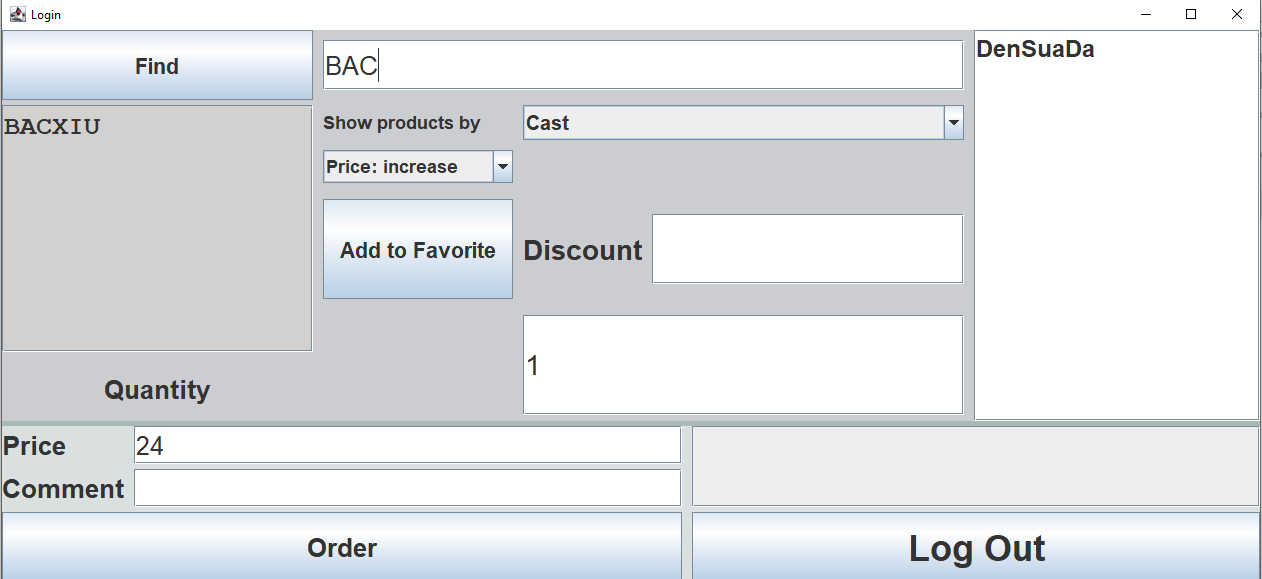 Login
Find
BAC
DenSuaDa
BACXIU
Show products by
Cast
Price: increase
Add to Favorite
Discount
1
Quantity
Price
24
Comment
Order
Log Out